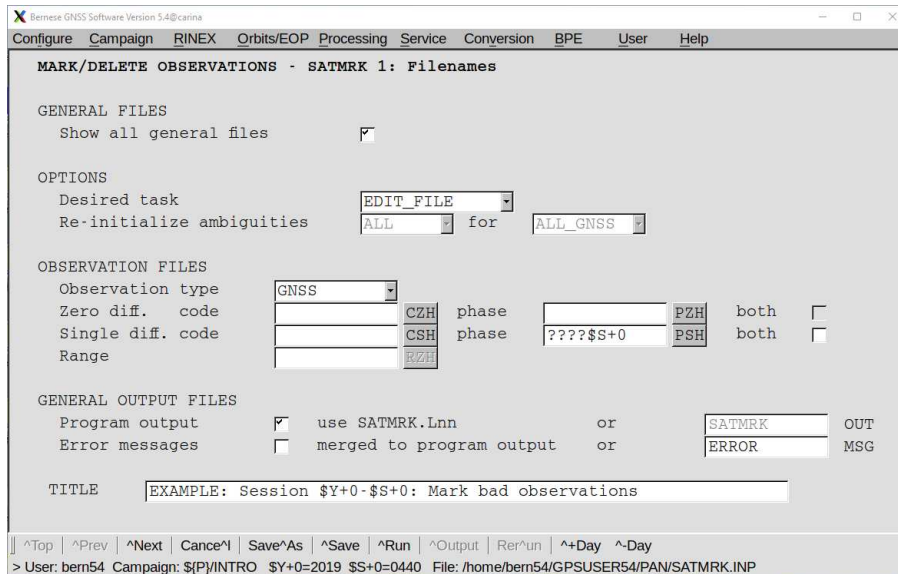 Bernese GNSS Software Version 5.4@carina
Configure Campaign RINEX Orbits/EOP Processing Service Conversion BPE User Help
MARK/DELETE OBSERVATIONS - SATMRK 1: Filenames
GENERAL FILES
Show all general files
OPTIONS
Desired task EDIT_FILE
Re-initialize ambiguities ALL for ALL_GNSS
OBSERVATION FILES
Observation type GNSS
Zero diff. code CZH phase PZH both
Single diff. code CSH phase ????$S+0 PSH both
Range RZH
GENERAL OUTPUT FILES
Program output use SATMRK.Lnn or SATMRK OUT
Error messages merged to program output or ERROR MSG
TITLE EXAMPLE: Session $Y+0-$S+0: Mark bad observations
^Top | ^Prev | ^Next | Cance^l | Save^As | ^Save | ^Run | ^Output | Rer^un | ^+Day ^-Day
> User: bern54 Campaign: ${P}/INTRO $Y+0=2019 $S+0=0440 File: /home/bern54/GPSUSER54/PAN/SATMRK.INP